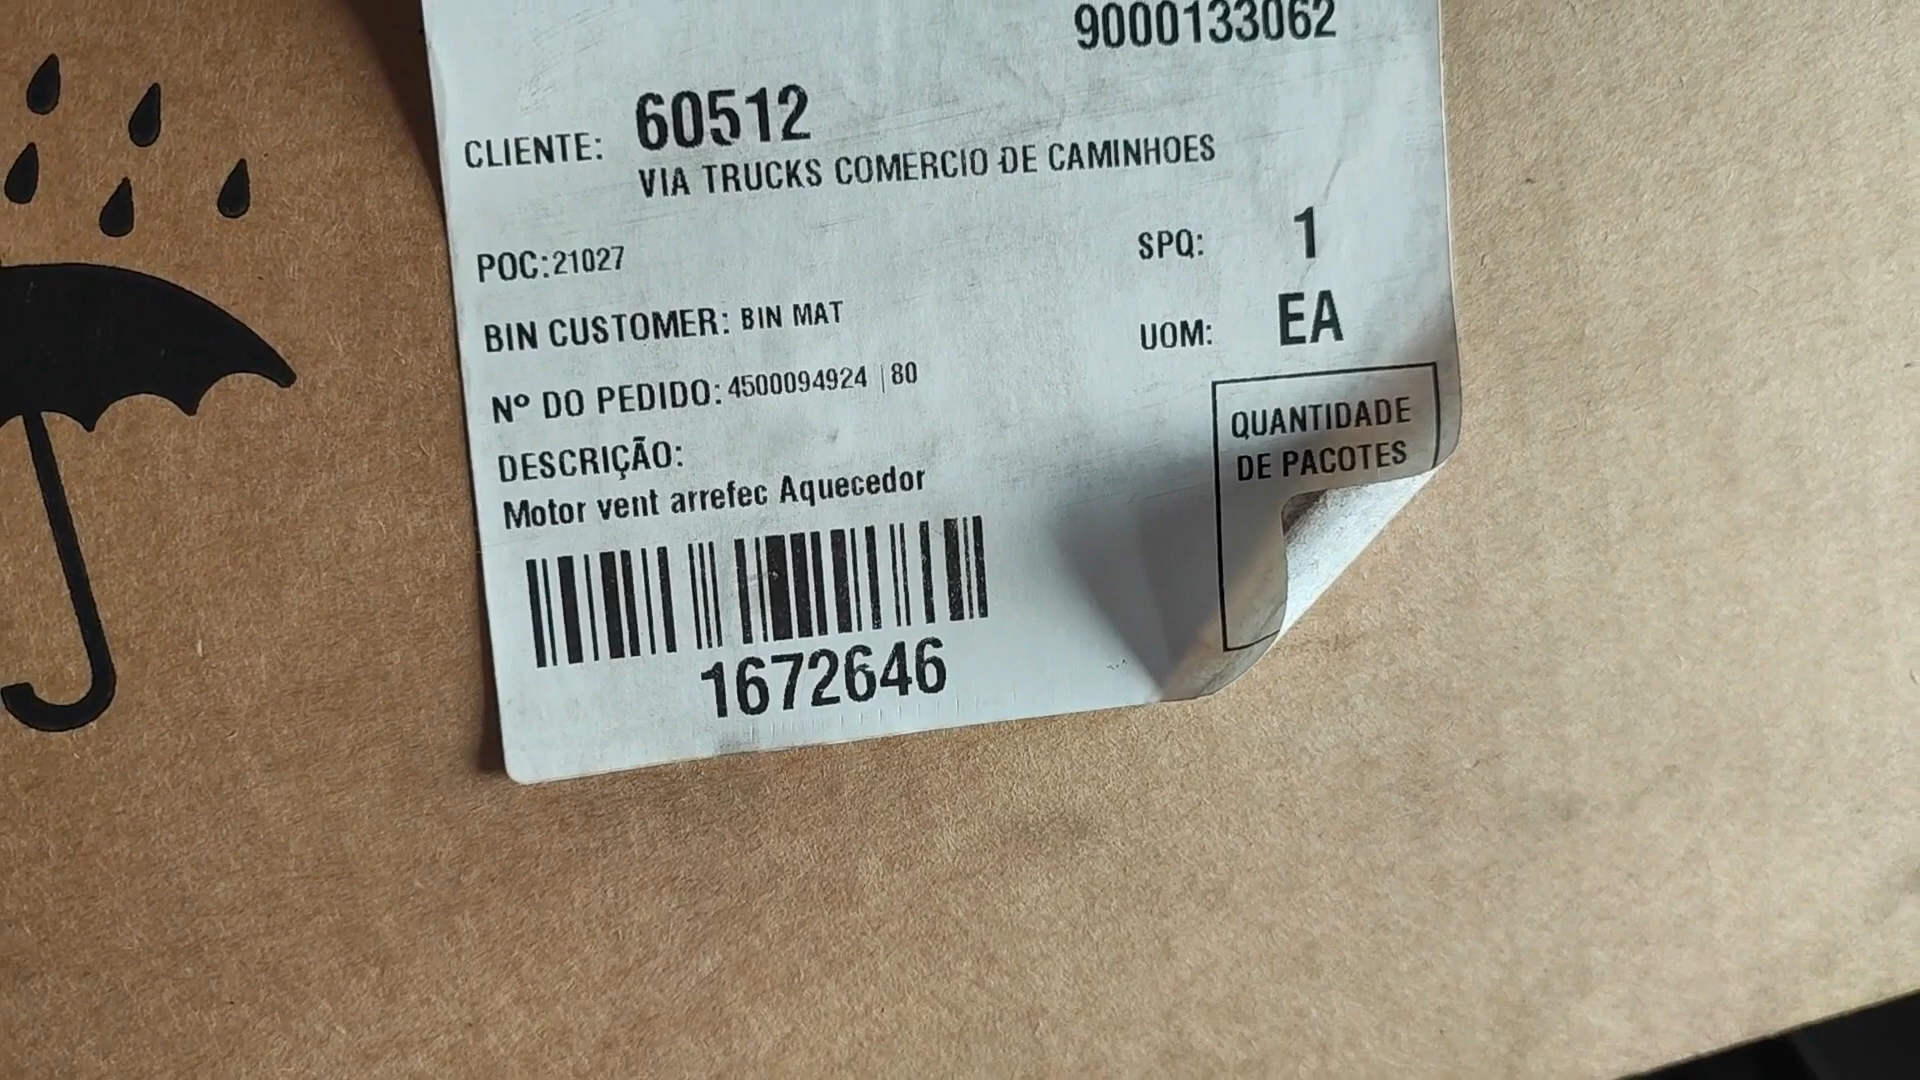 9000133062
CLIENTE: 60512
VIA TRUCKS COMERCIO DE CAMINHOES
POC:21027
SPQ: 1
BIN CUSTOMER: BIN MAT
UOM: EA
Nº DO PEDIDO: 4500094924 |80
QUANTIDADE
DE PACOTES
DESCRIÇÃO:
Motor vent arrefec Aquecedor
1672646